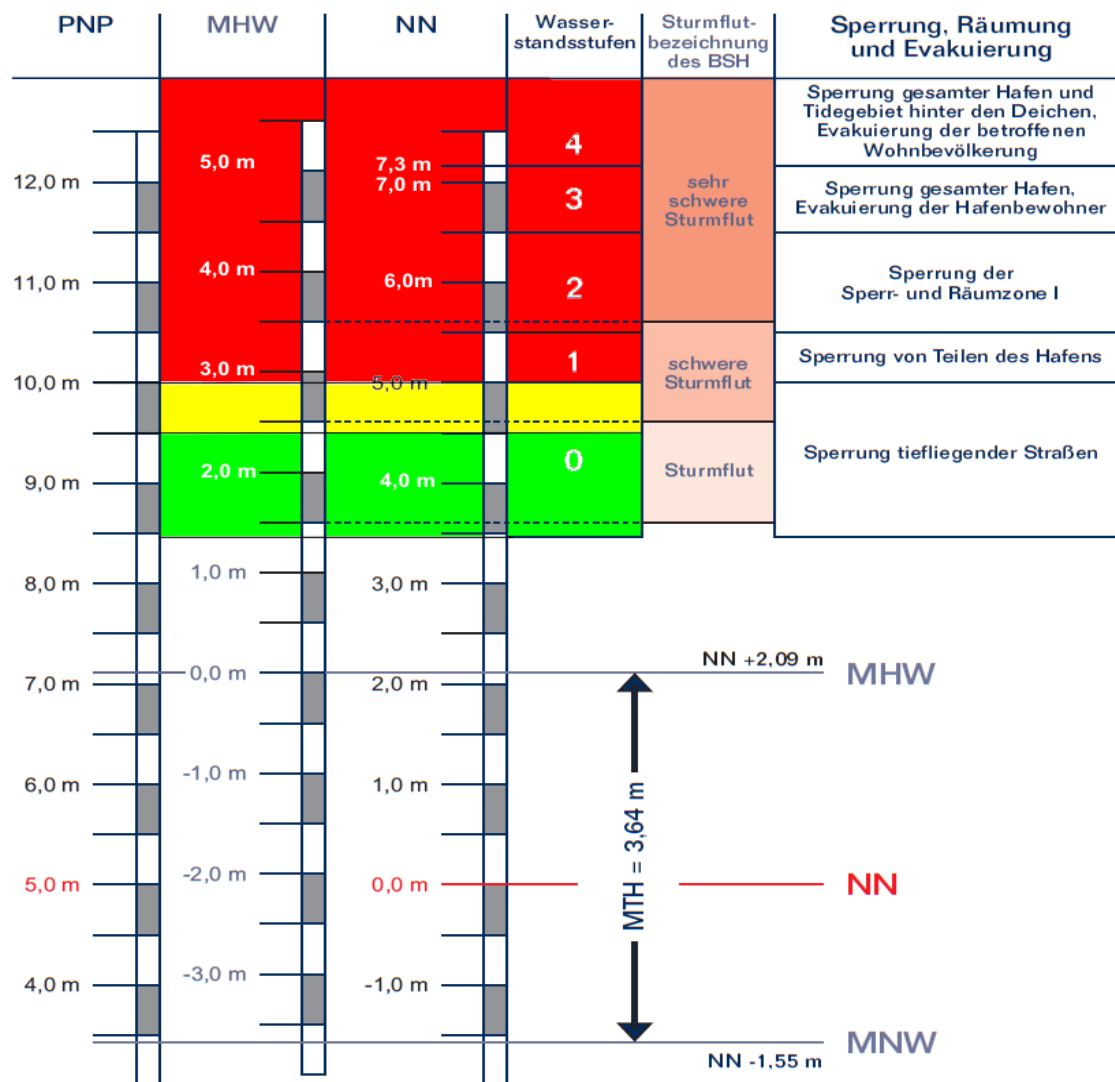 PNP
MHW
NN
Wasser-
standsstufen
Sturmflut-
bezeichnung
des BSH
Sperrung, Räumung
und Evakuierung
Sperrung gesamter Hafen und
Tidegebiet hinter den Deichen,
Evakuierung der betroffenen
Wohnbevölkerung
4
5,0 m
7,3 m
12,0 m
7,0 m
3
sehr
schwere
Sturmflut
Sperrung gesamter Hafen,
Evakuierung der Hafenbewohner
4,0 m
11,0 m
6,0m
2
Sperrung der
Sperr- und Räumzone I
3,0 m
10,0 m
5,0 m
1
schwere
Sturmflut
Sperrung von Teilen des Hafens
2,0 m
9,0 m
4,0 m
0
Sturmflut
Sperrung tiefliegender Straßen
1,0 m
8,0 m
3,0 m
NN +2,09 m
0,0 m
MHW
7,0 m
2,0 m
-1,0 m
6,0 m
1,0 m
MTH = 3,64 m
-2,0 m
5,0 m
0,0 m
NN
-3,0 m
4,0 m
-1,0 m
MNW
NN -1,55 m